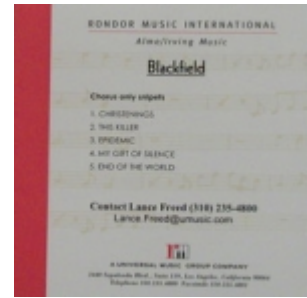 RONDOR MUSIC INTERNATIONAL
Almo/Irving Music
Blackfield
Chorus only snipets
1. CHRISTENINGS
2. THIS KILLER
3. EPIDEMIC
4. MY GIFT OF SILENCE
5. END OF THE WORLD
Contact Lance Freed (310) 235-4800
Lance.Freed@umusic.com
A UNIVERSAL MUSIC GROUP COMPANY